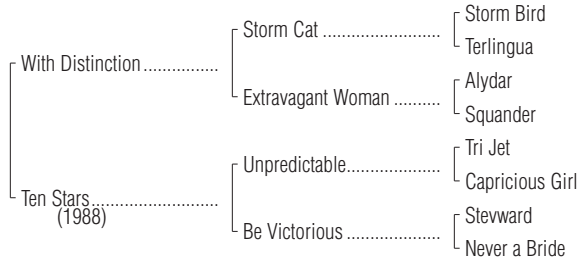 Storm Bird
Storm Cat ........................
Terlingua
With Distinction...............
Alydar
Extravagant Woman ..........
Squander
Tri Jet
Unpredictable...................
Capricious Girl
Ten Stars.........................
(1988)
Stevward
Be Victorious ...................
Never a Bride